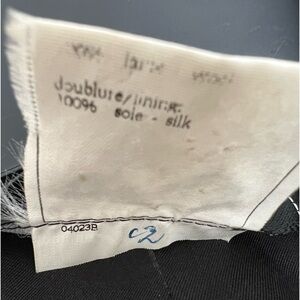 doublure/lining:
100% soie - silk
04023B
C2